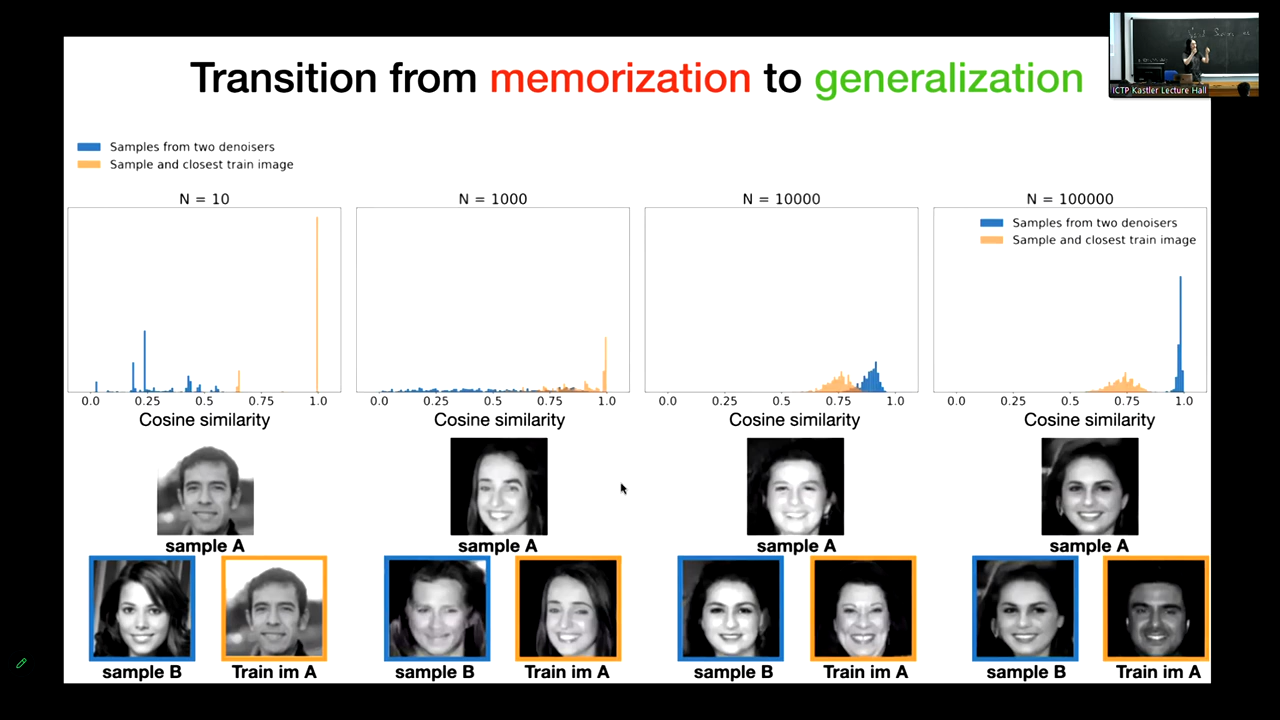 Transition from memorization to generalization
ICTP Kastler Lecture Hall
Samples from two denoisers
Sample and closest train image
N = 10
N = 1000
N = 10000
N = 100000
Samples from two denoisers
Sample and closest train image
0.0 0.25 0.5 0.75 1.0
0.0 0.25 0.5 0.75 1.0
0.0 0.25 0.5 0.75 1.0
0.0 0.25 0.5 0.75 1.0
Cosine similarity
Cosine similarity
Cosine similarity
Cosine similarity
sample A
sample A
sample A
sample A
sample B
Train im A
sample B
Train im A
sample B
Train im A
sample B
Train im A